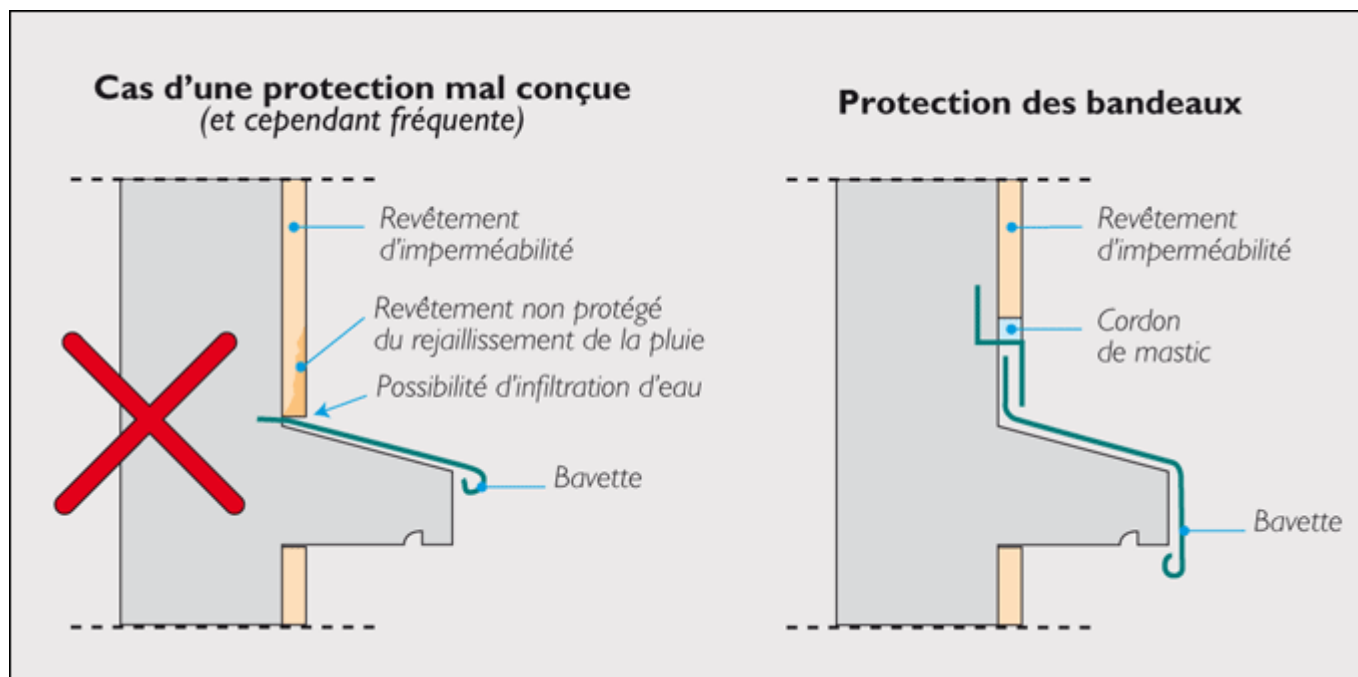 Cas d'une protection mal conçue
(et cependant fréquente)
Revêtement
d'imperméabilité
Revêtement non protégé
du rejaillissement de la pluie
Possibilité d'infiltration d'eau
Bavette
Protection des bandeaux
Revêtement
d'imperméabilité
Cordon
de mastic
Bavette